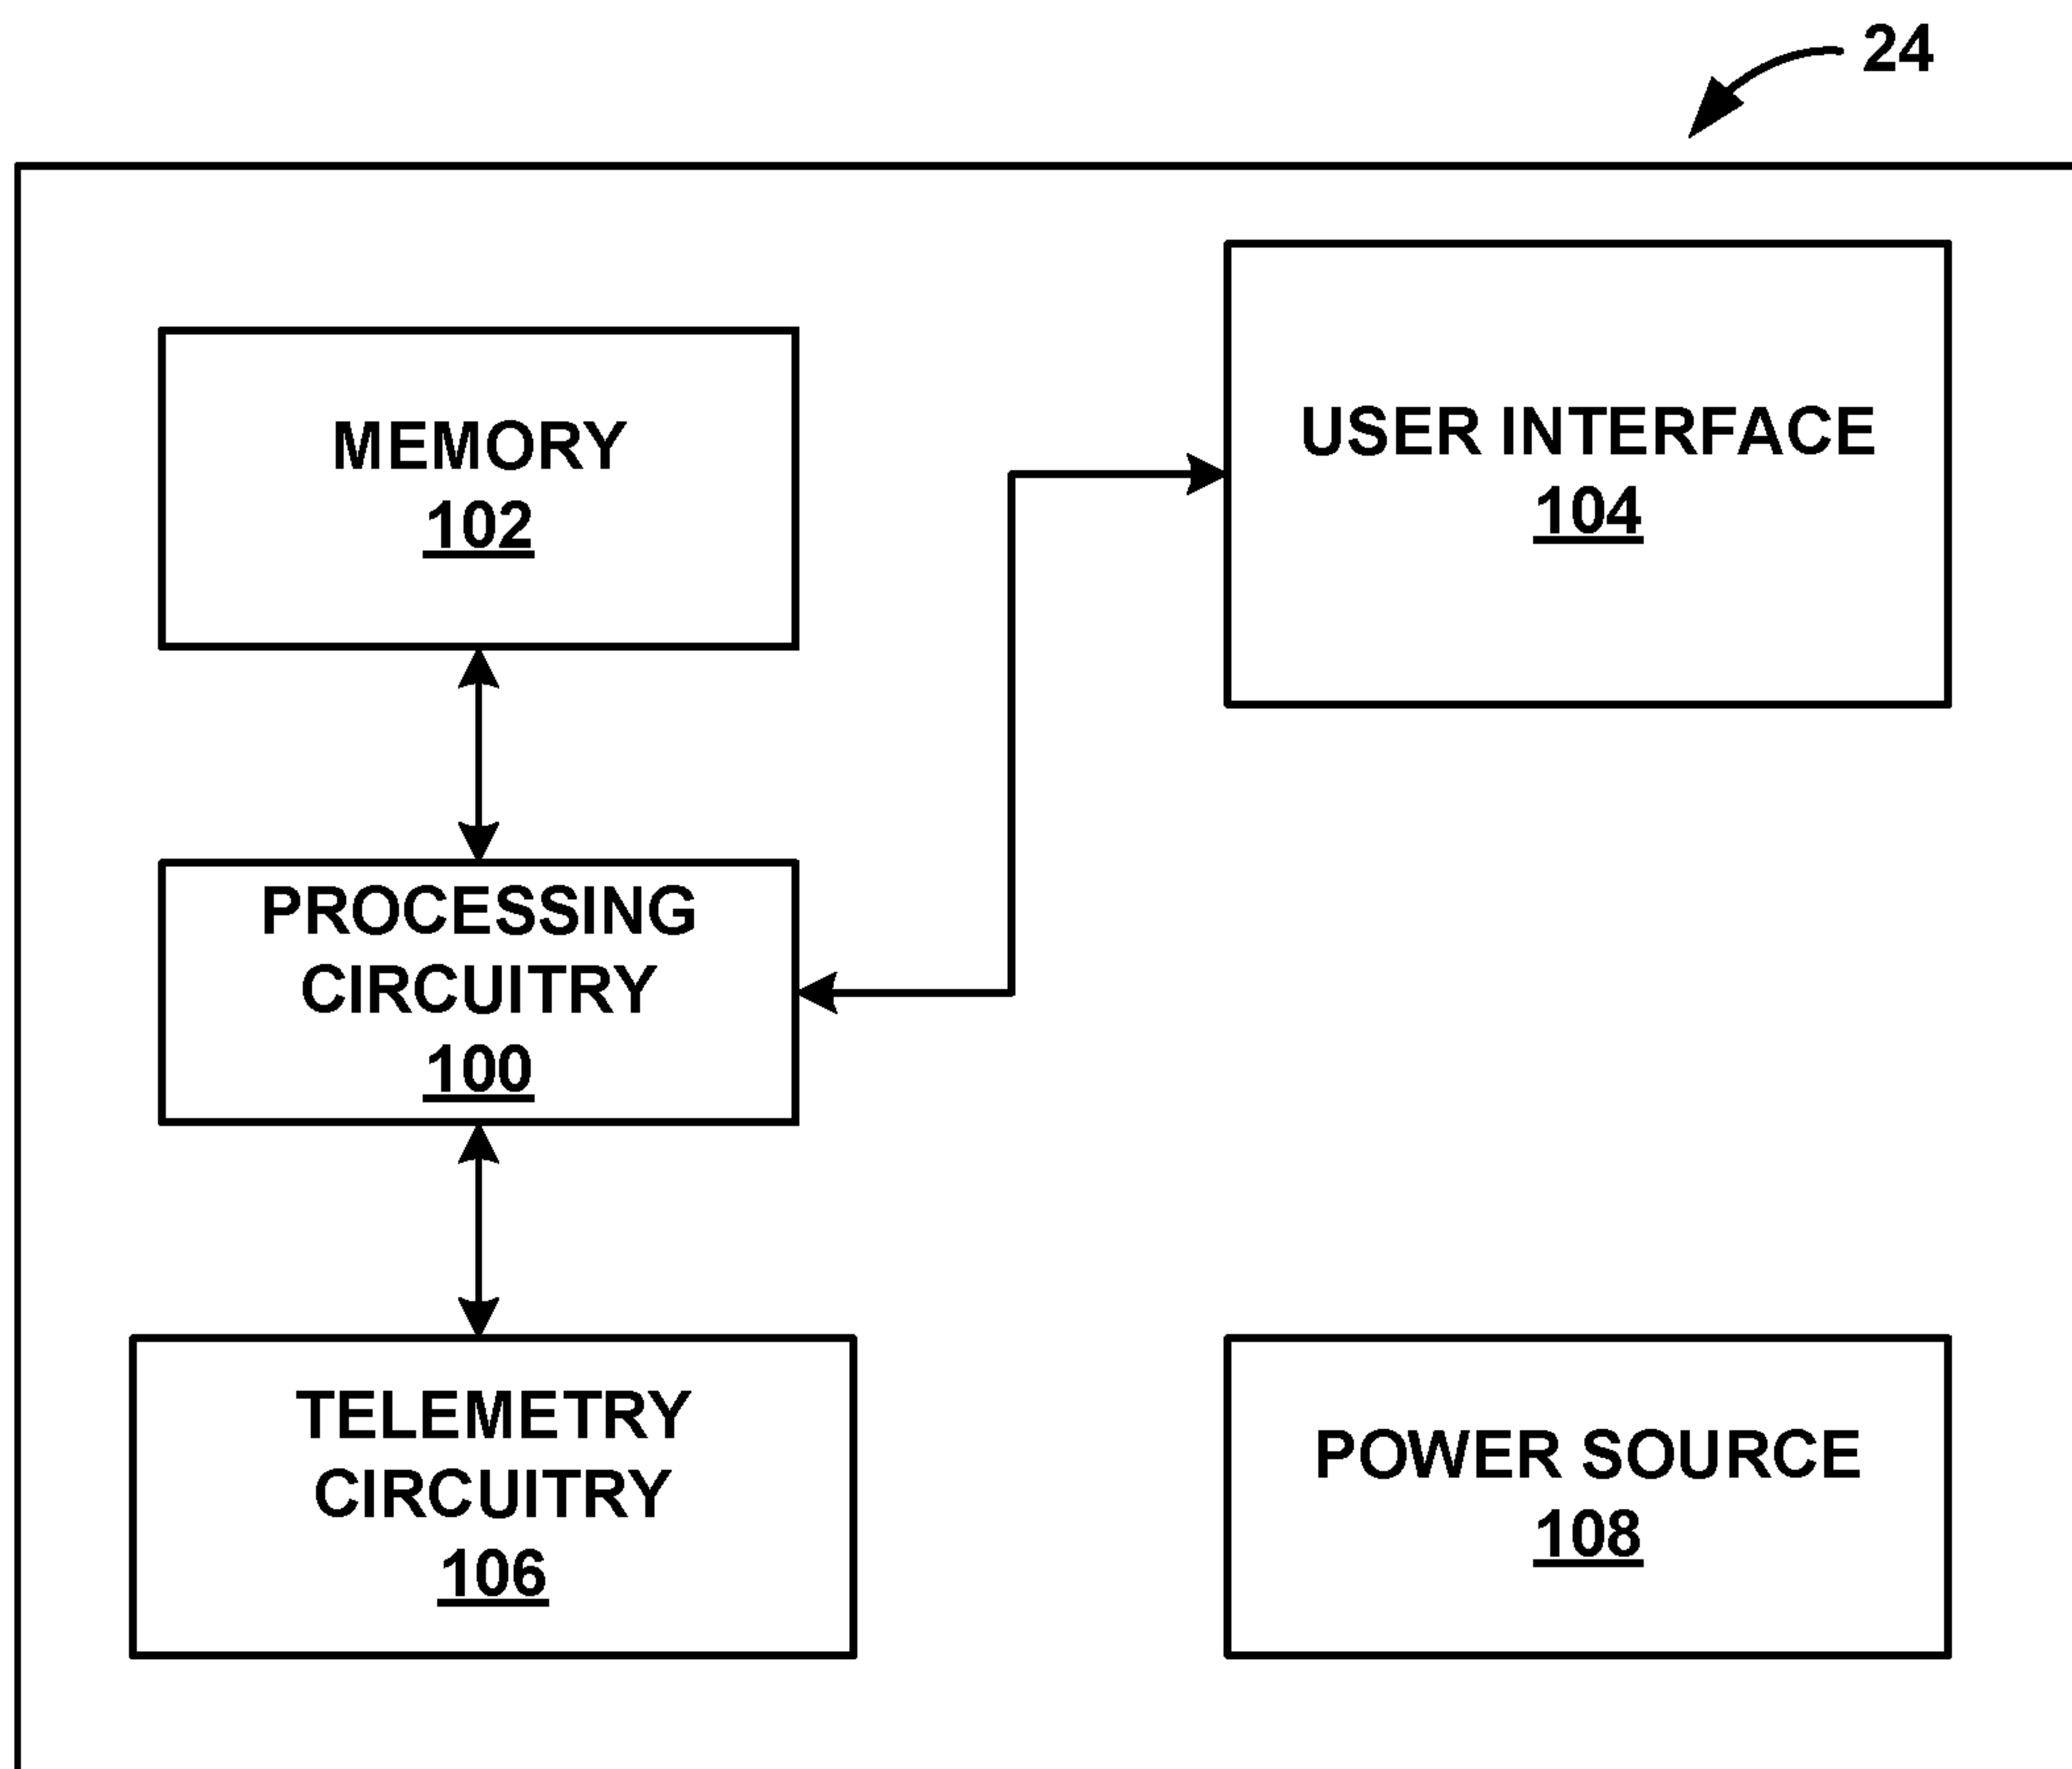 24
MEMORY
102
USER INTERFACE
104
PROCESSING
CIRCUITRY
100
TELEMETRY
CIRCUITRY
106
POWER SOURCE
108